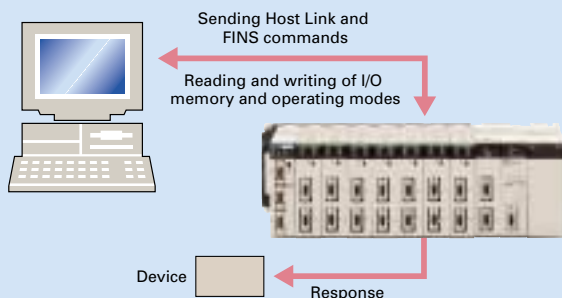 Sending Host Link and
FINS commands
Reading and writing of I/O
memory and operating modes
Device
Response